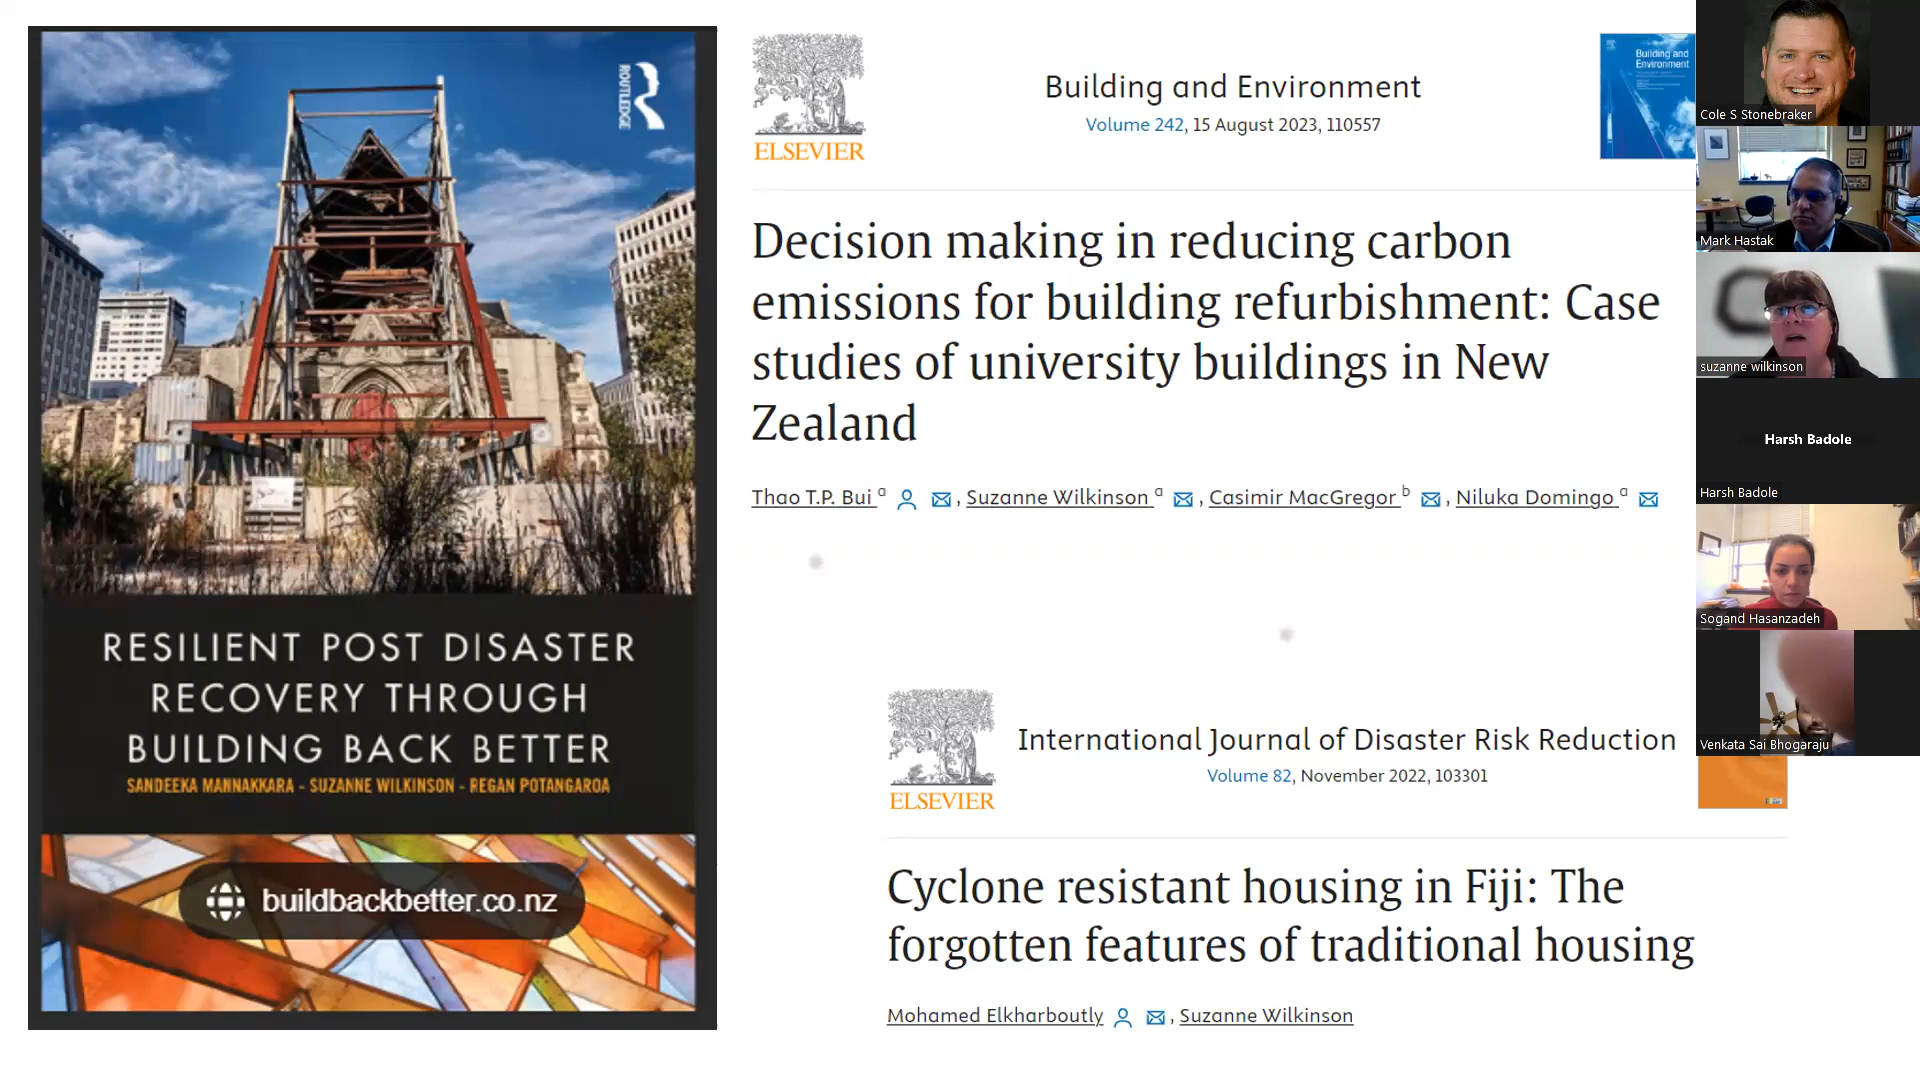 ROUTLEDGE
RESILIENT POST DISASTER
RECOVERY THROUGH
BUILDING BACK BETTER
SANDEEKA MANNAKKARA - SUZANNE WILKINSON - REGAN POTANGAROA
buildbackbetter.co.nz
ELSEVIER
Building and Environment
Volume 242, 15 August 2023, 110557
Building and
Environment
Decision making in reducing carbon
emissions for building refurbishment: Case
studies of university buildings in New
Zealand
Thao T.P. Bui a, Suzanne Wilkinson a, Casimir MacGregor b, Niluka Domingo a
ELSEVIER
International Journal of Disaster Risk Reduction
Volume 82, November 2022, 103301
Cyclone resistant housing in Fiji: The
forgotten features of traditional housing
Mohamed Elkharboutly, Suzanne Wilkinson
Cole S Stonebraker
Mark Hastak
suzanne wilkinson
Harsh Badole
Harsh Badole
Sogand Hasanzadeh
Venkata Sai Bhogaraju